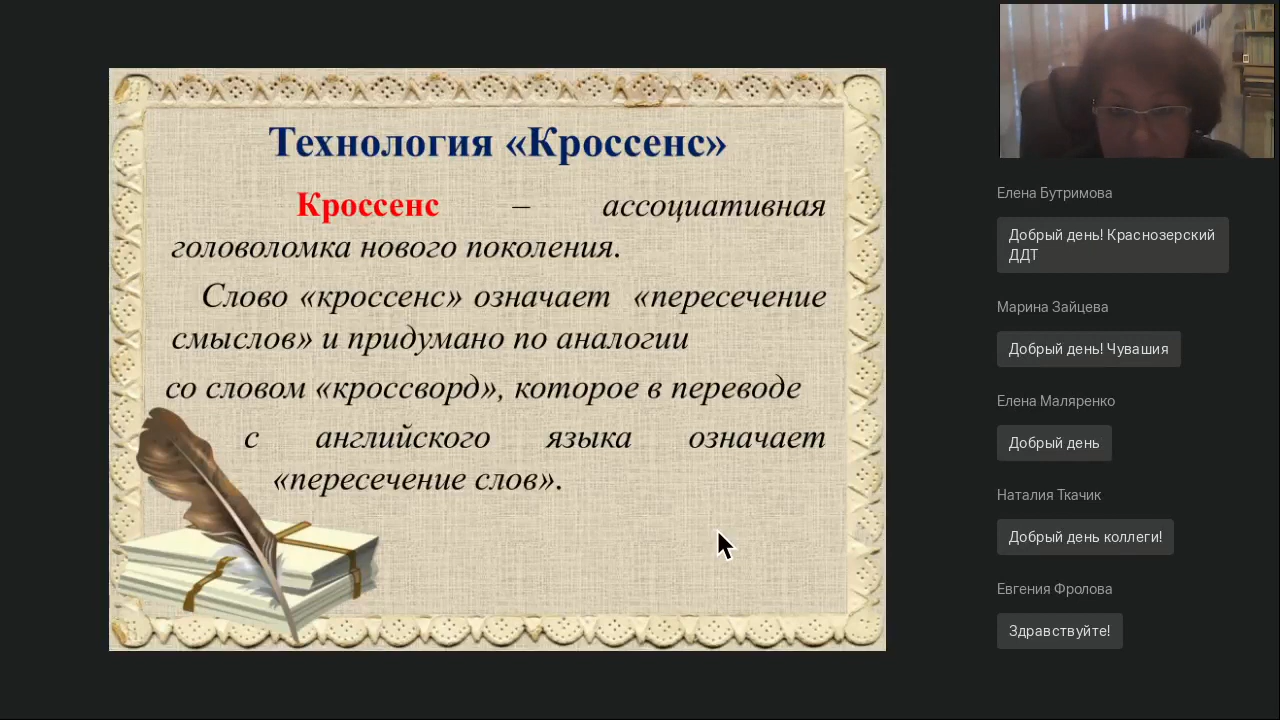 Технология «Кроссенс»
Кроссенс – ассоциативная
головоломка нового поколения.
Слово «кроссенс» означает «пересечение
смыслов» и придумано по аналогии
со словом «кроссворд», которое в переводе
с английского языка означает
«пересечение слов».
Елена Бутримова
Добрый день! Краснозерский
ДДТ
Марина Зайцева
Добрый день! Чувашия
Елена Маляренко
Добрый день
Наталия Ткачик
Добрый день коллеги!
Евгения Фролова
Здравствуйте!